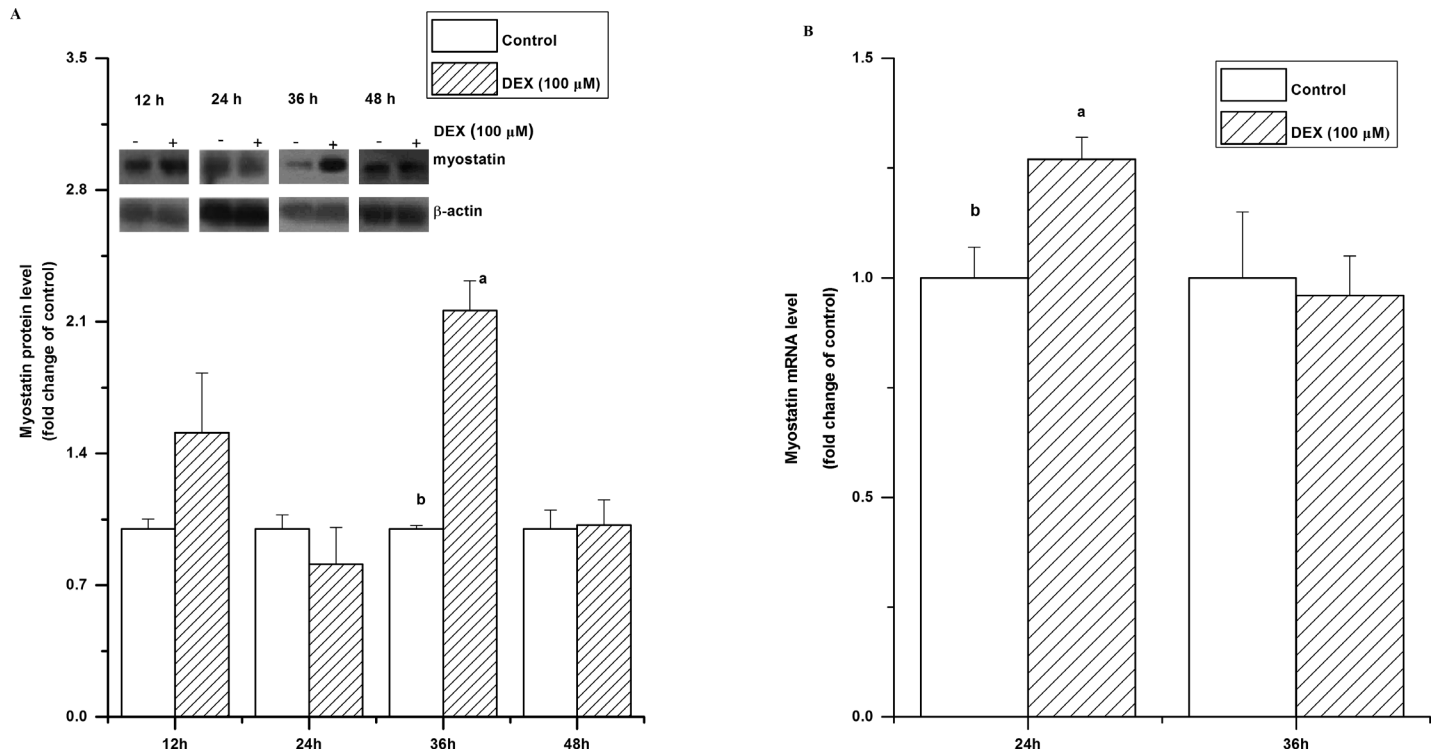 A
Control
DEX (100 μM)
3.5
2.8
2.1
1.4
0.7
0.0
Myostatin protein level
(fold change of control)
12 h 24 h 36 h 48 h
DEX (100 μM)
- + - + - + - +
myostatin
β-actin
b
a
12h 24h 36h 48h
B
Control
DEX (100 μM)
1.5
1.0
0.5
0.0
Myostatin mRNA level
(fold change of control)
b
a
24h 36h